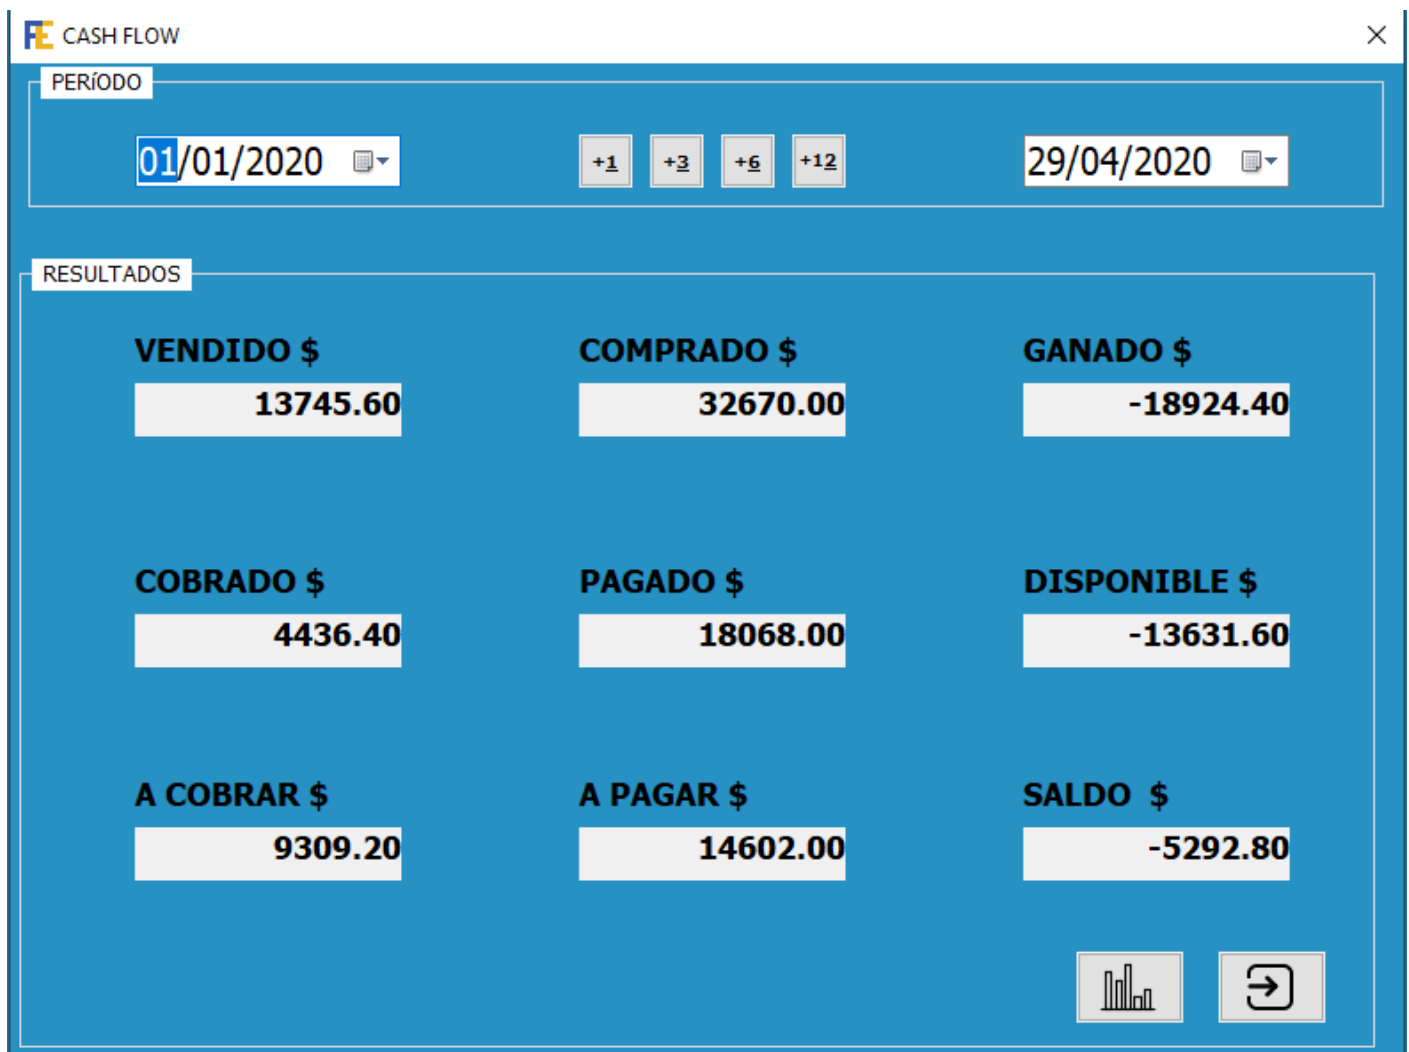 FE CASH FLOW
PERíODO
01/01/2020 +1 +3 +6 +12 29/04/2020
RESULTADOS
VENDIDO $ COMPRADO $ GANADO $
13745.60 32670.00 -18924.40
COBRADO $ PAGADO $ DISPONIBLE $
4436.40 18068.00 -13631.60
A COBRAR $ A PAGAR $ SALDO $
9309.20 14602.00 -5292.80